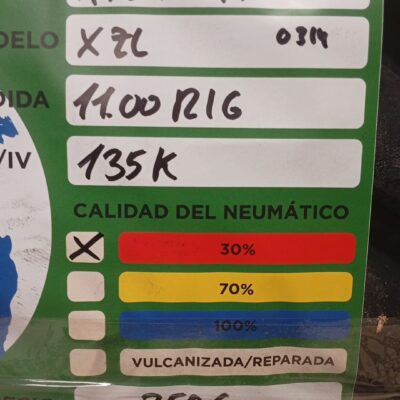 DELO XZL 0314
DIDA 11.00 R16
/IV 135K
CALIDAD DEL NEUMÁTICO
X 30%
70%
100%
VULCANIZADA/REPARADA